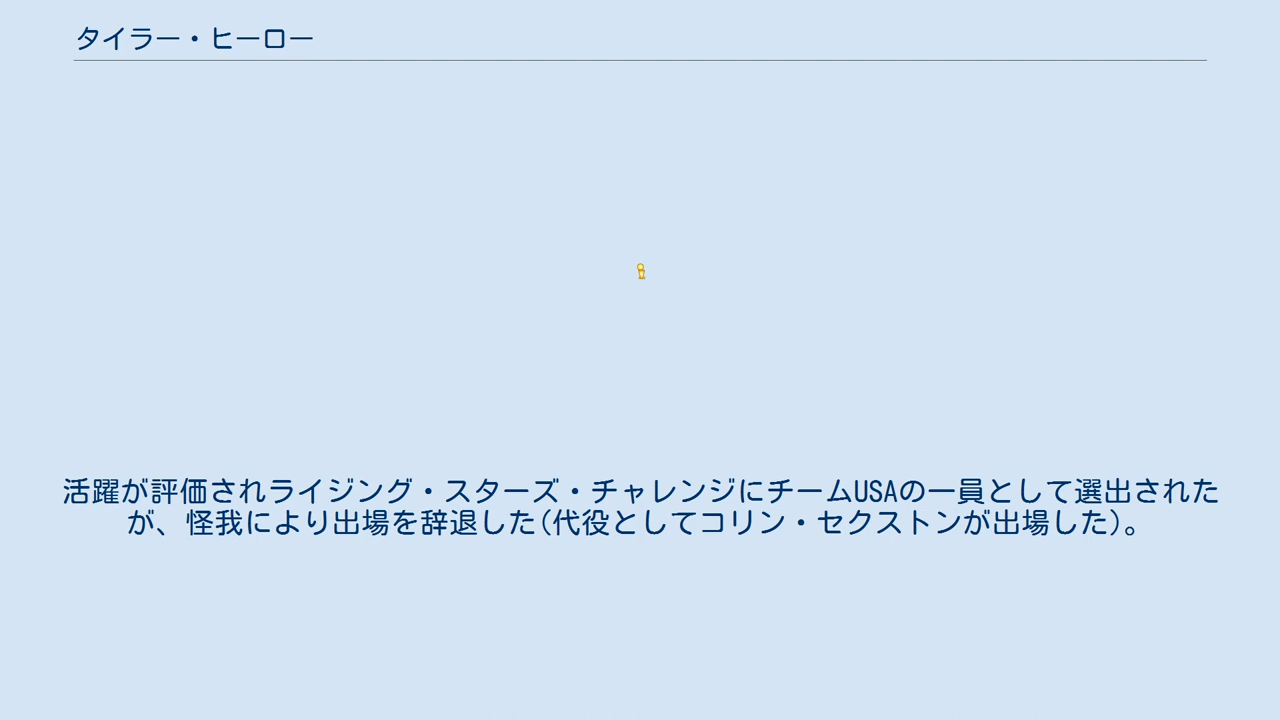 タイラー・ヒーロー
活躍が評価されライジング・スターズ・チャレンジにチームUSAの一員として選出された
が、怪我により出場を辞退した(代役としてコリン・セクストンが出場した)。